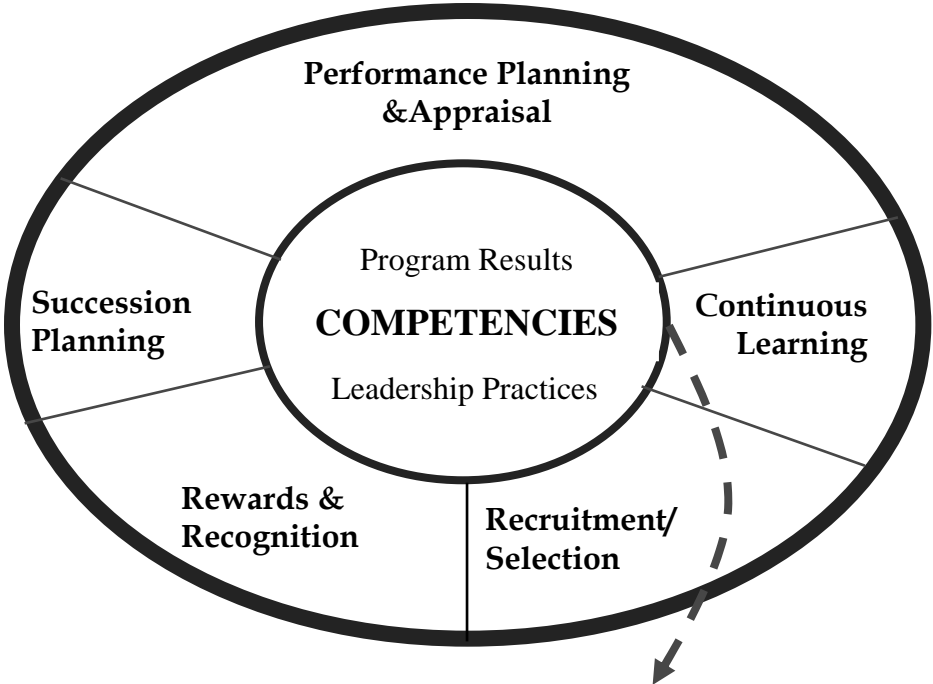 Performance Planning
&Appraisal
Program Results
COMPETENCIES
Leadership Practices
Succession
Planning
Continuous
Learning
Rewards &
Recognition
Recruitment/
Selection